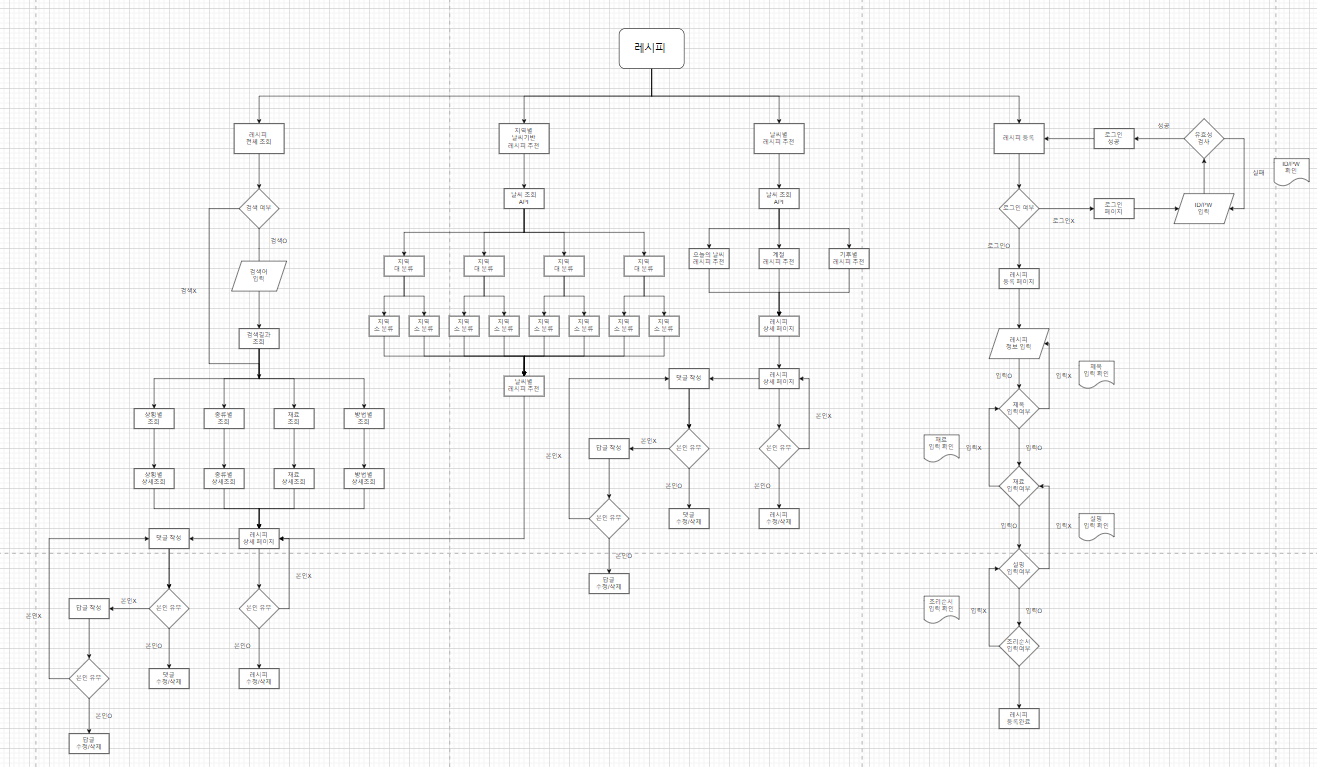 레시피
레시피
전체 조회
지역별
날씨기반
레시피 추천
날씨별
레시피 추천
레시피 등록
로그인
성공
성공
유효성
검사
실패
ID/PW
확인
검색 여부
날씨 조회
API
날씨 조회
API
로그인 여부
로그인X
로그인
페이지
ID/PW
입력
검색O
로그인O
검색어
입력
검색X
지역
대 분류
지역
대 분류
지역
대 분류
지역
대 분류
오늘의 날씨
레시피 추천
계절
레시피 추천
기후별
레시피 추천
레시피
등록 페이지
검색결과
조회
지역
소 분류
지역
소 분류
지역
소 분류
지역
소 분류
지역
소 분류
지역
소 분류
지역
소 분류
지역
소 분류
레시피
상세 페이지
레시피
정보 입력
날씨별
레시피 추천
댓글 작성
레시피
상세 페이지
입력O
입력X
제목
입력 확인
상황별
조회
종류별
조회
재료
조회
방법별
조회
본인X
제목
입력여부
본인X
답글 작성
본인X
본인 유무
본인 유무
재료
입력 확인
입력X
입력O
상황별
상세조회
종류별
상세조회
재료
상세조회
방법별
상세조회
본인O
본인O
재료
입력여부
본인 유무
댓글
수정/삭제
레시피
수정/삭제
입력O
입력X
설명
입력 확인
댓글 작성
레시피
상세 페이지
본인O
답글
수정/삭제
설명
입력여부
본인X
본인X
본인X
답글 작성
본인 유무
본인 유무
조리순서
입력 확인
입력X
입력O
본인O
본인O
조리순서
입력여부
본인 유무
댓글
수정/삭제
레시피
수정/삭제
본인O
답글
수정/삭제
레시피
등록완료